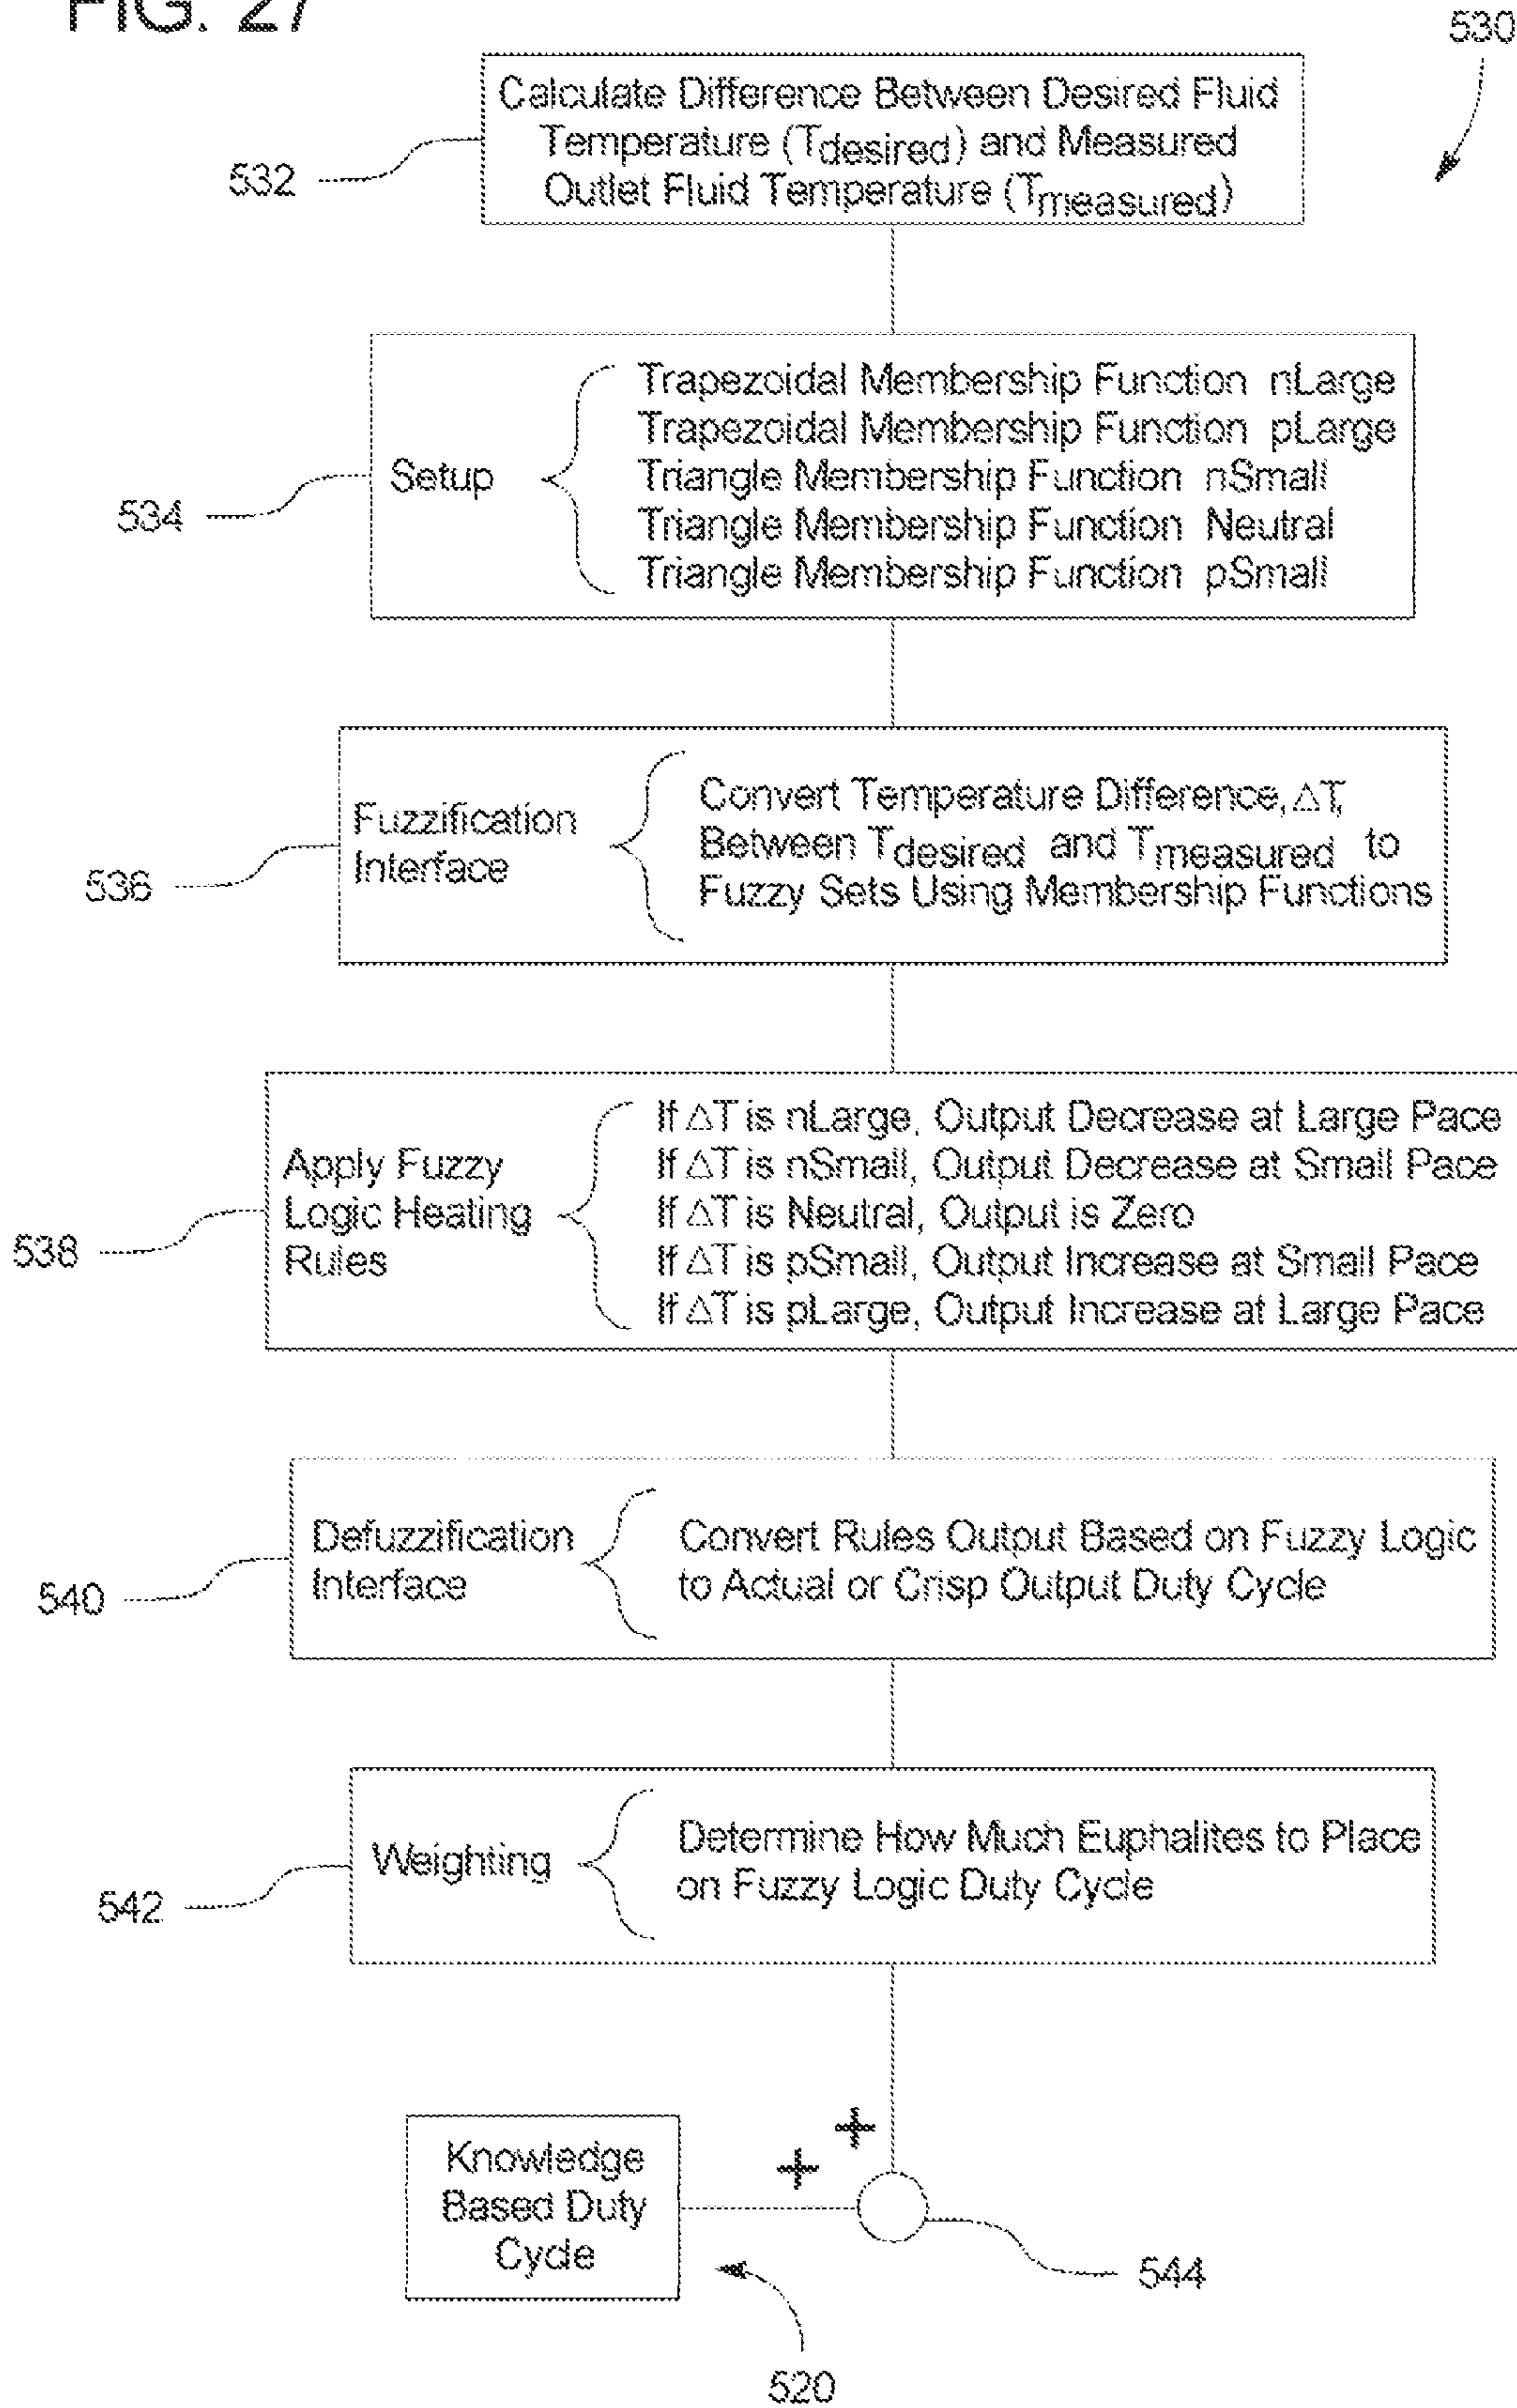 FIG. 27
530
Calculate Difference Between Desired Fluid
Temperature (Tdesired) and Measured
Outlet Fluid Temperature (Tmeasured)
532
Setup
Trapezoidal Membership Function nLarge
Trapezoidal Membership Function pLarge
Triangle Membership Function nSmall
Triangle Membership Function Neutral
Triangle Membership Function pSmall
534
Fuzzification
Interface
Convert Temperature Difference, △T,
Between Tdesired and Tmeasured to
Fuzzy Sets Using Membership Functions
536
Apply Fuzzy
Logic Heating
Rules
If △T is nLarge, Output Decrease at Large Pace
If △T is nSmall, Output Decrease at Small Pace
If △T is Neutral, Output is Zero
If △T is pSmall, Output Increase at Small Pace
If △T is pLarge, Output Increase at Large Pace
538
Defuzzification
Interface
Convert Rules Output Based on Fuzzy Logic
to Actual or Crisp Output Duty Cycle
540
Weighting
Determine How Much Euphalites to Place
on Fuzzy Logic Duty Cycle
542
Knowledge
Based Duty
Cycle
+
+
544
520